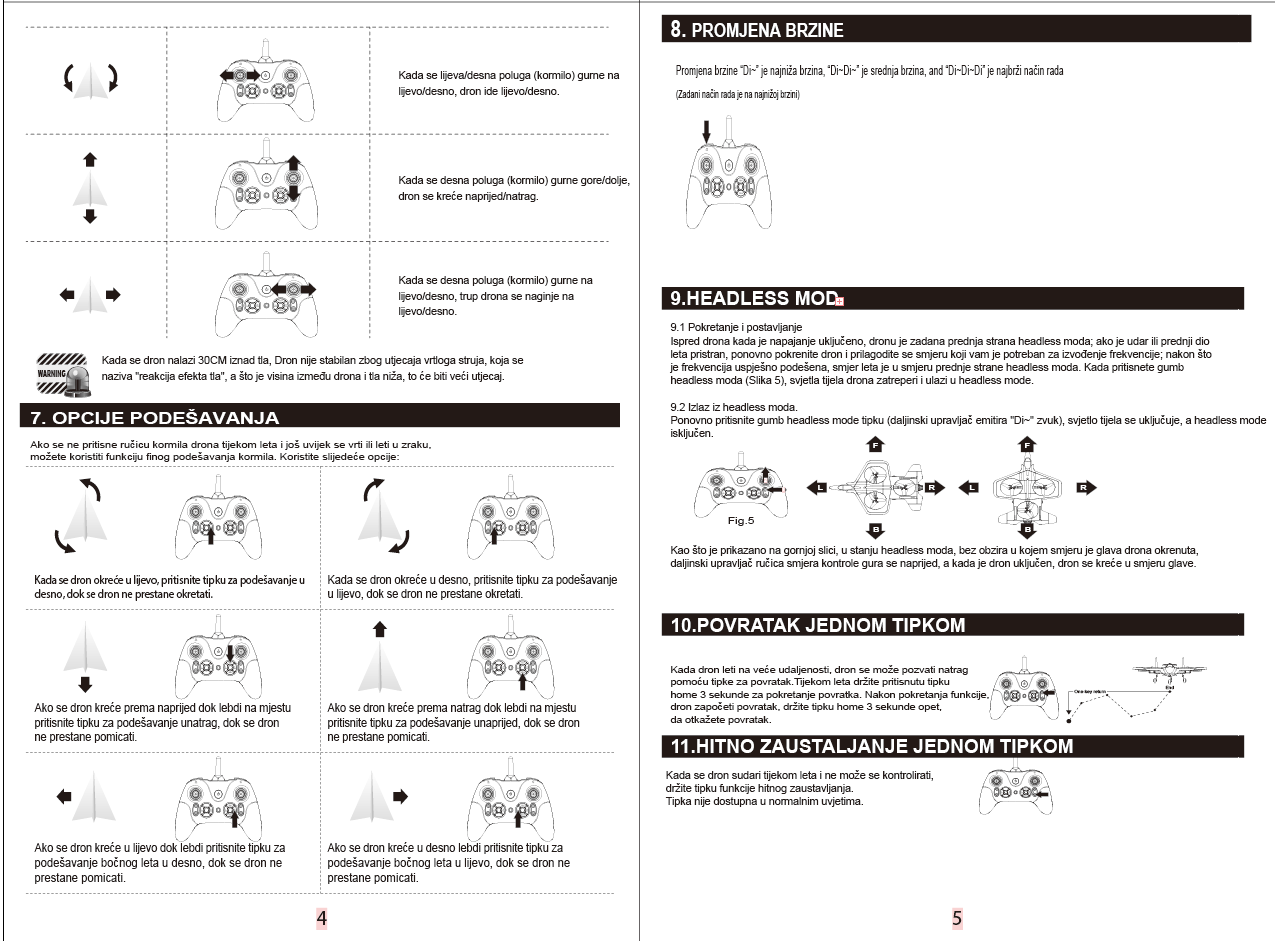 Kada se lijeva/desna poluga (kormilo) gurne na
lijevo/desno, dron ide lijevo/desno.
Kada se desna poluga (kormilo) gurne gore/dolje,
dron se kreće naprijed/natrag.
Kada se desna poluga (kormilo) gurne na
lijevo/desno, trup drona se naginje na
lijevo/desno.
WARNING
Kada se dron nalazi 30CM iznad tla, Dron nije stabilan zbog utjecaja vrtloga struja, koja se
naziva "reakcija efekta tla", a što je visina između drona i tla niža, to će biti veći utjecaj.
7. OPCIJE PODEŠAVANJA
Ako se ne pritisne ručicu kormila drona tijekom leta i još uvijek se vrti ili leti u zraku,
možete koristiti funkciju finog podešavanja kormila. Koristite slijedeće opcije:
Kada se dron okreće u lijevo, pritisnite tipku za podešavanje u
desno, dok se dron ne prestane okretati.
Kada se dron okreće u desno, pritisnite tipku za podešavanje
u lijevo, dok se dron ne prestane okretati.
Ako se dron kreće prema naprijed dok lebdi na mjestu
pritisnite tipku za podešavanje unatrag, dok se dron
ne prestane pomicati.
Ako se dron kreće prema natrag dok lebdi na mjestu
pritisnite tipku za podešavanje unaprijed, dok se dron
ne prestane pomicati.
Ako se dron kreće u lijevo dok lebdi pritisnite tipku za
podešavanje bočnog leta u desno, dok se dron ne
prestane pomicati.
Ako se dron kreće u desno lebdi pritisnite tipku za
podešavanje bočnog leta u lijevo, dok se dron ne
prestane pomicati.
4
8. PROMJENA BRZINE
Promjena brzine “Di~” je najniža brzina, “Di~Di~” je srednja brzina, and “Di~Di~Di” je najbrži način rada
(Zadani način rada je na najnižoj brzini)
9.HEADLESS MOD
9.1 Pokretanje i postavljanje
Ispred drona kada je napajanje uključeno, dronu je zadana prednja strana headless moda; ako je udar ili prednji dio
leta pristran, ponovno pokrenite dron i prilagodite se smjeru koji vam je potreban za izvođenje frekvencije; nakon što
je frekvencija uspješno podešena, smjer leta je u smjeru prednje strane headless moda. Kada pritisnete gumb
headless moda (Slika 5), svjetla tijela drona zatreperi i ulazi u headless mode.
9.2 Izlaz iz headless moda.
Ponovno pritisnite gumb headless mode tipku (daljinski upravljač emitira "Di~" zvuk), svjetlo tijela se uključuje, a headless mode
isključen.
F
F
L
R
L
R
B
B
Fig.5
Kao što je prikazano na gornjoj slici, u stanju headless moda, bez obzira u kojem smjeru je glava drona okrenuta,
daljinski upravljač ručica smjera kontrole gura se naprijed, a kada je dron uključen, dron se kreće u smjeru glave.
10.POVRATAK JEDNOM TIPKOM
Kada dron leti na veće udaljenosti, dron se može pozvati natrag
pomoću tipke za povratak.Tijekom leta držite pritisnutu tipku
home 3 sekunde za pokretanje povratka. Nakon pokretanja funkcije,
dron započeti povratak, držite tipku home 3 sekunde opet,
da otkažete povratak.
One-key return
End
11.HITNO ZAUSTALJANJE JEDNOM TIPKOM
Kada se dron sudari tijekom leta i ne može se kontrolirati,
držite tipku funkcije hitnog zaustavljanja.
Tipka nije dostupna u normalnim uvjetima.
5